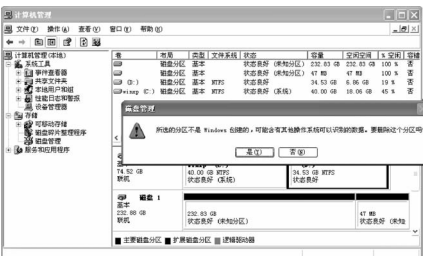 计算机管理
文件(F) 操作(A) 查看(V) 窗口(W) 帮助(H)
计算机管理(本地)
系统工具
事件查看器
共享文件夹
本地用户和组
性能日志和警报
设备管理器
存储
可移动存储
磁盘碎片整理程序
磁盘管理
服务和应用程序
卷 布局 类型 文件系统 状态 容量 空闲空间 % 空闲 容错
磁盘分区 基本 状态良好 (未知分区) 232.83 GB 232.83 GB 100 % 否
磁盘分区 基本 状态良好 (未知分区) 47 MB 47 MB 100 % 否
(D:) 磁盘分区 基本 NTFS 状态良好 34.53 GB 6.86 GB 19 % 否
winxp (C:) 磁盘分区 基本 NTFS 状态良好 (系统) 40.00 GB 18.06 GB 45 % 否
磁盘管理
所选的分区不是 Windows 创建的，可能含有其他操作系统可以识别的数据。要删除这个分区吗
是(Y) 否(N)
74.52 GB
联机
40.00 GB NTFS
状态良好 (系统)
34.53 GB NTFS
状态良好
磁盘 1
基本
232.88 GB
联机
232.83 GB
状态良好 (未知分区)
47 MB
状态良好 (未知
主要磁盘分区 扩展磁盘分区 逻辑驱动器